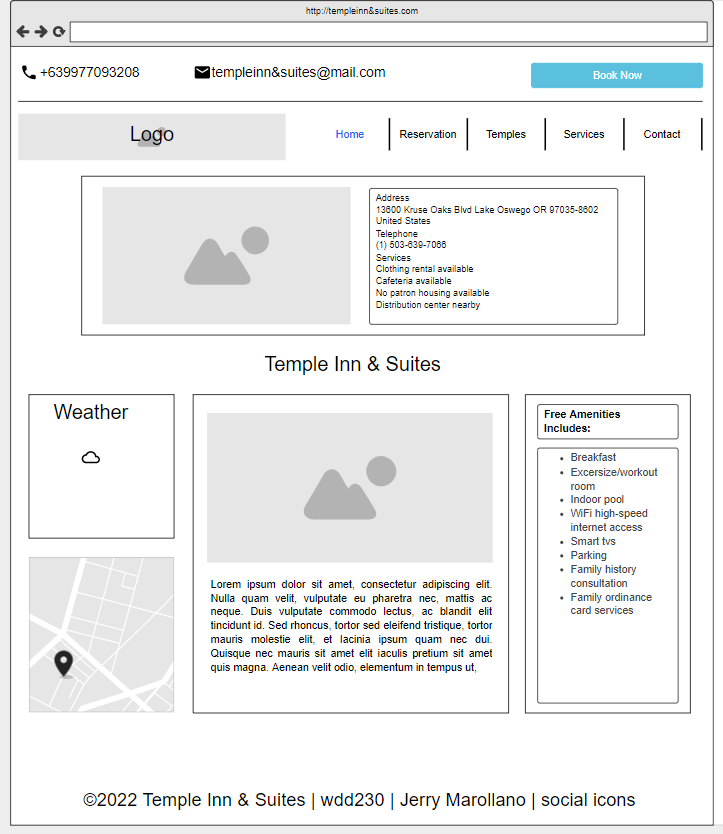 http://templeinn&suites.com
+639977093208
templeinn&suites@mail.com
Book Now
Logo
Home
Reservation
Temples
Services
Contact
Address
13600 Kruse Oaks Blvd Lake Oswego OR 97035-8602
United States
Telephone
(1) 503-639-7066
Services
Clothing rental available
Cafeteria available
No patron housing available
Distribution center nearby
Temple Inn & Suites
Weather
Lorem ipsum dolor sit amet, consectetur adipiscing elit.
Nulla quam velit, vulputate eu pharetra nec, mattis ac
neque. Duis vulputate commodo lectus, ac blandit elit
tincidunt id. Sed rhoncus, tortor sed eleifend tristique, tortor
mauris molestie elit, et lacinia ipsum quam nec dui.
Quisque nec mauris sit amet elit iaculis pretium sit amet
quis magna. Aenean velit odio, elementum in tempus ut,
Free Amenities
Includes:
Breakfast
Excersize/workout
room
Indoor pool
WiFi high-speed
internet access
Smart tvs
Parking
Family history
consultation
Family ordinance
card services
©2022 Temple Inn & Suites | wdd230 | Jerry Marollano | social icons